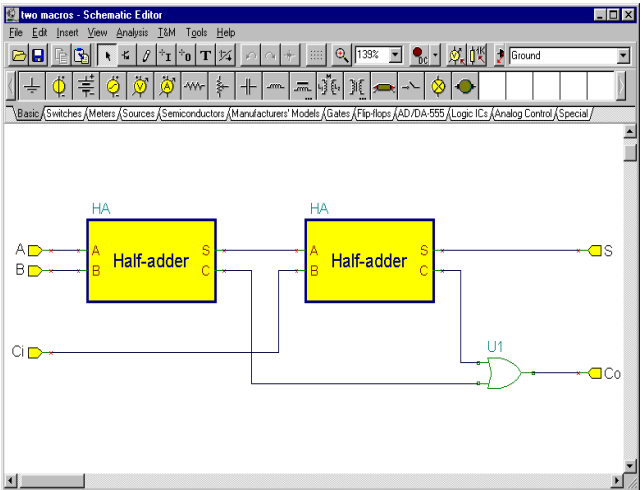 two macros - Schematic Editor
File Edit Insert View Analysis T&M Tools Help
T 139% DC 1K Ground
M
Basic Switches Meters Sources Semiconductors Manufacturers' Models Gates Flip-flops AD/DA-555 Logic ICs Analog Control Special
HA HA
A A Half-adder S A Half-adder S S
B B C B C
Ci U1
Co